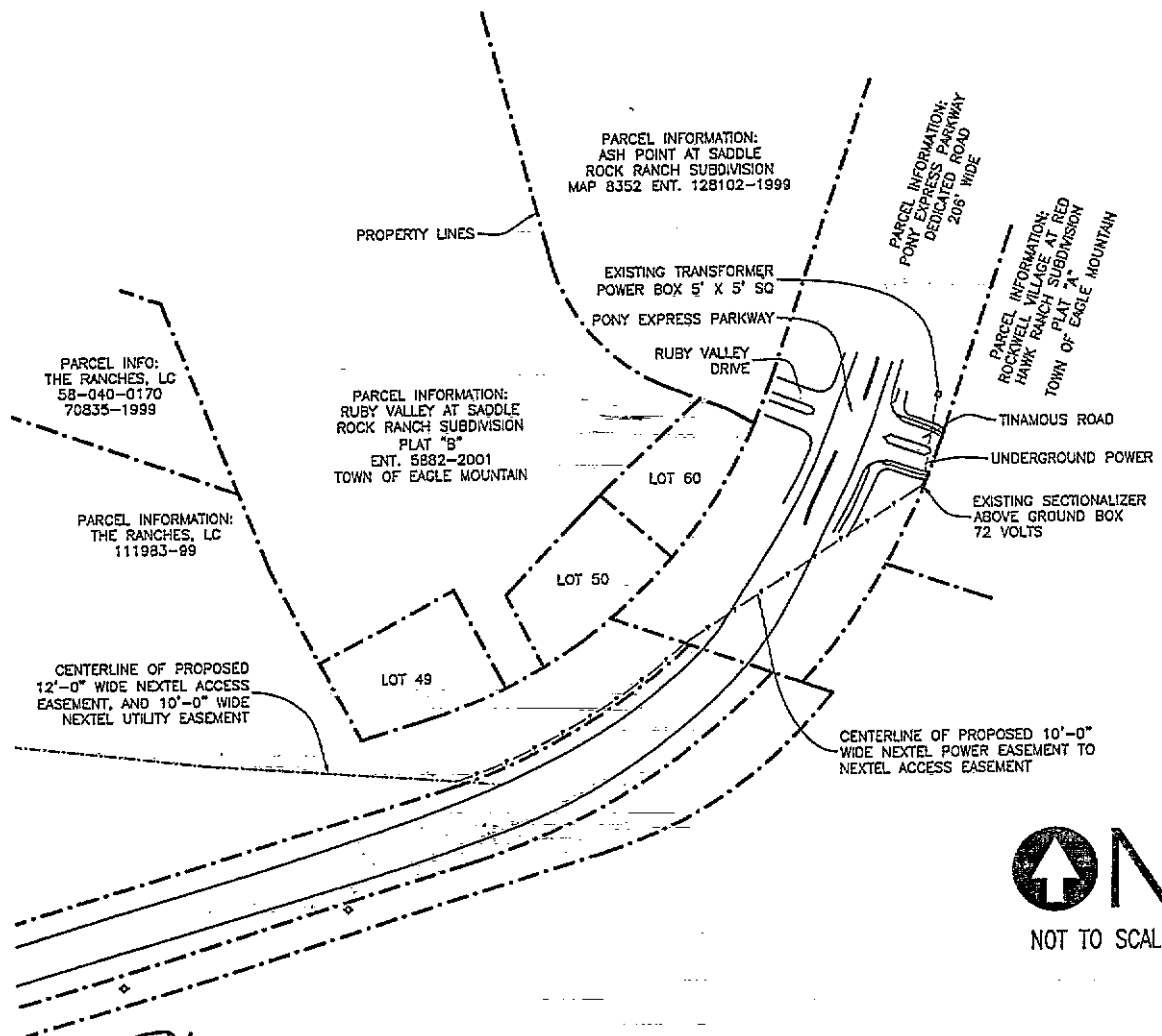 PARCEL INFORMATION:
ASH POINT AT SADDLE
ROCK RANCH SUBDIVISION
MAP 8352 ENT. 128102-1999
PARCEL INFORMATION:
PONY EXPRESS PARKWAY
DEDICATED ROAD
206' WIDE
PARCEL INFORMATION:
ROCKWELL VILLAGE AT RED
HAWK RANCH SUBDIVISION
PLAT "A"
TOWN OF EAGLE MOUNTAIN
PROPERTY LINES
EXISTING TRANSFORMER
POWER BOX 5' X 5' SQ
PONY EXPRESS PARKWAY
RUBY VALLEY
DRIVE
PARCEL INFO:
THE RANCHES, LC
58-040-0170
70835-1999
PARCEL INFORMATION:
RUBY VALLEY AT SADDLE
ROCK RANCH SUBDIVISION
PLAT "B"
ENT. 5882-2001
TOWN OF EAGLE MOUNTAIN
TINAMOUS ROAD
UNDERGROUND POWER
EXISTING SECTIONALIZER
ABOVE GROUND BOX
72 VOLTS
LOT 60
PARCEL INFORMATION:
THE RANCHES, LC
111983-99
LOT 50
LOT 49
CENTERLINE OF PROPOSED
12'-0" WIDE NEXTEL ACCESS
EASEMENT, AND 10'-0" WIDE
NEXTEL UTILITY EASEMENT
CENTERLINE OF PROPOSED 10'-0"
WIDE NEXTEL POWER EASEMENT TO
NEXTEL ACCESS EASEMENT
N
NOT TO SCAL